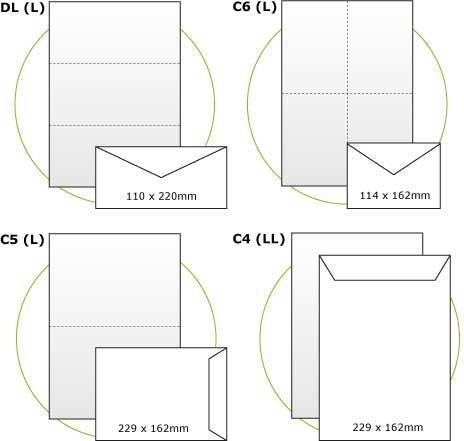 DL (L)
C6 (L)
110 x 220mm
114 x 162mm
C5 (L)
C4 (LL)
229 x 162mm
229 x 162mm